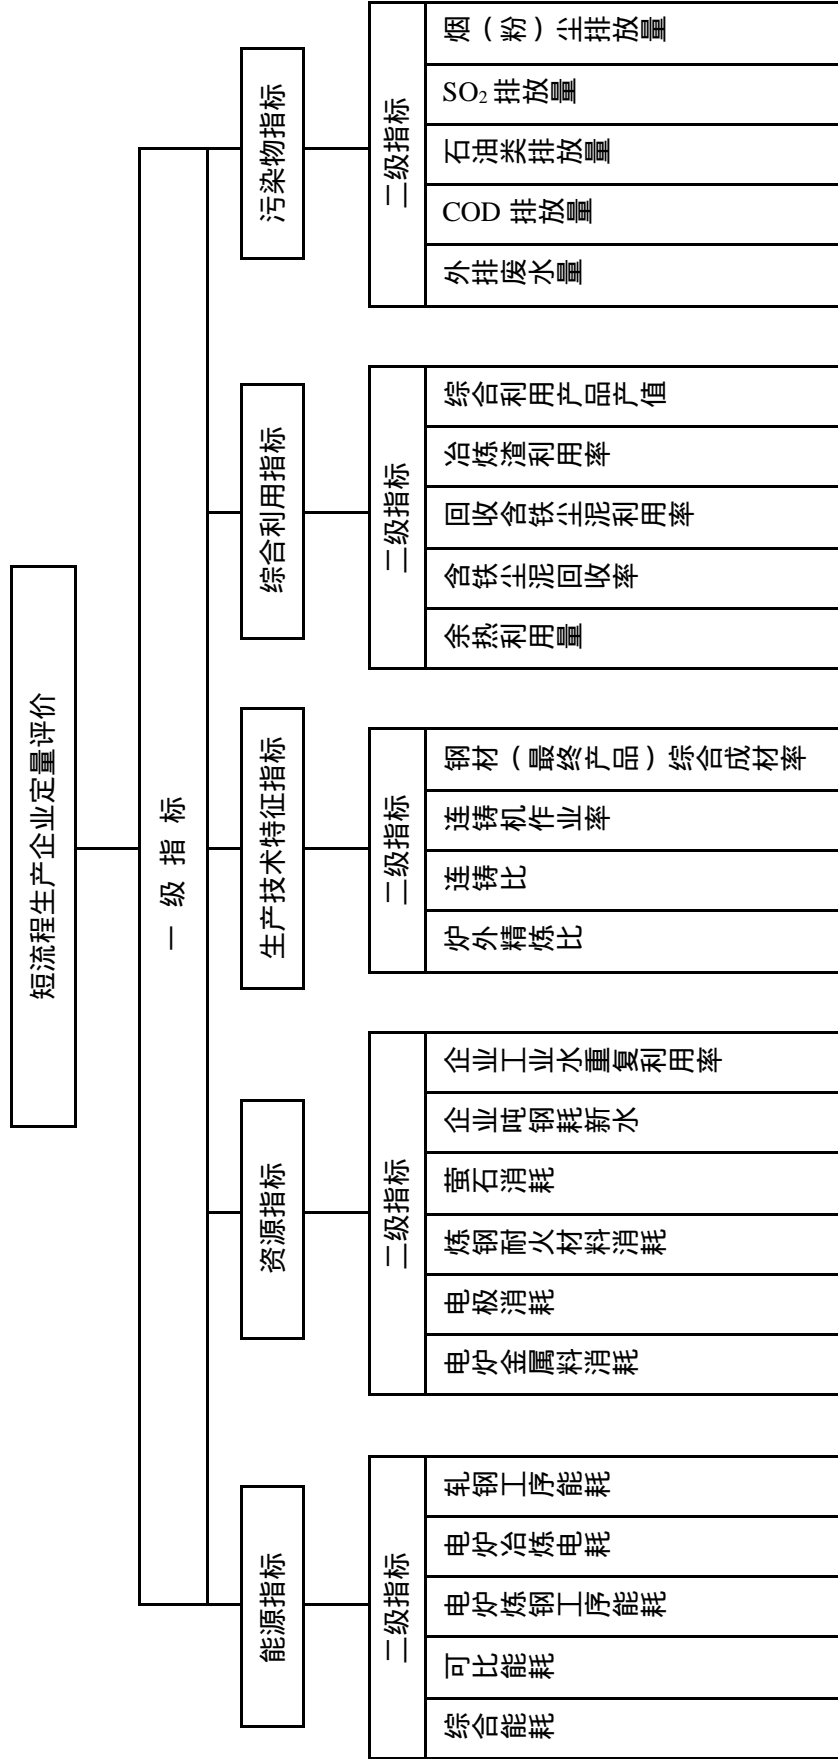 短流程生产企业定量评价
一 级 指 标
能源指标
二级指标
综合能耗
可比能耗
电炉炼钢工序能耗
电炉冶炼电耗
轧钢工序能耗
资源指标
二级指标
电炉金属料消耗
电极消耗
炼钢耐火材料消耗
萤石消耗
企业吨钢耗新水
企业工业水重复利用率
生产技术特征指标
二级指标
炉外精炼比
连铸比
连铸机作业率
钢材（最终产品）综合成材率
综合利用指标
二级指标
余热利用量
含铁尘泥回收率
回收含铁尘泥利用率
冶炼渣利用率
综合利用产品产值
污染物指标
二级指标
外排废水量
COD 排放量
石油类排放量
SO₂ 排放量
烟（粉）尘排放量